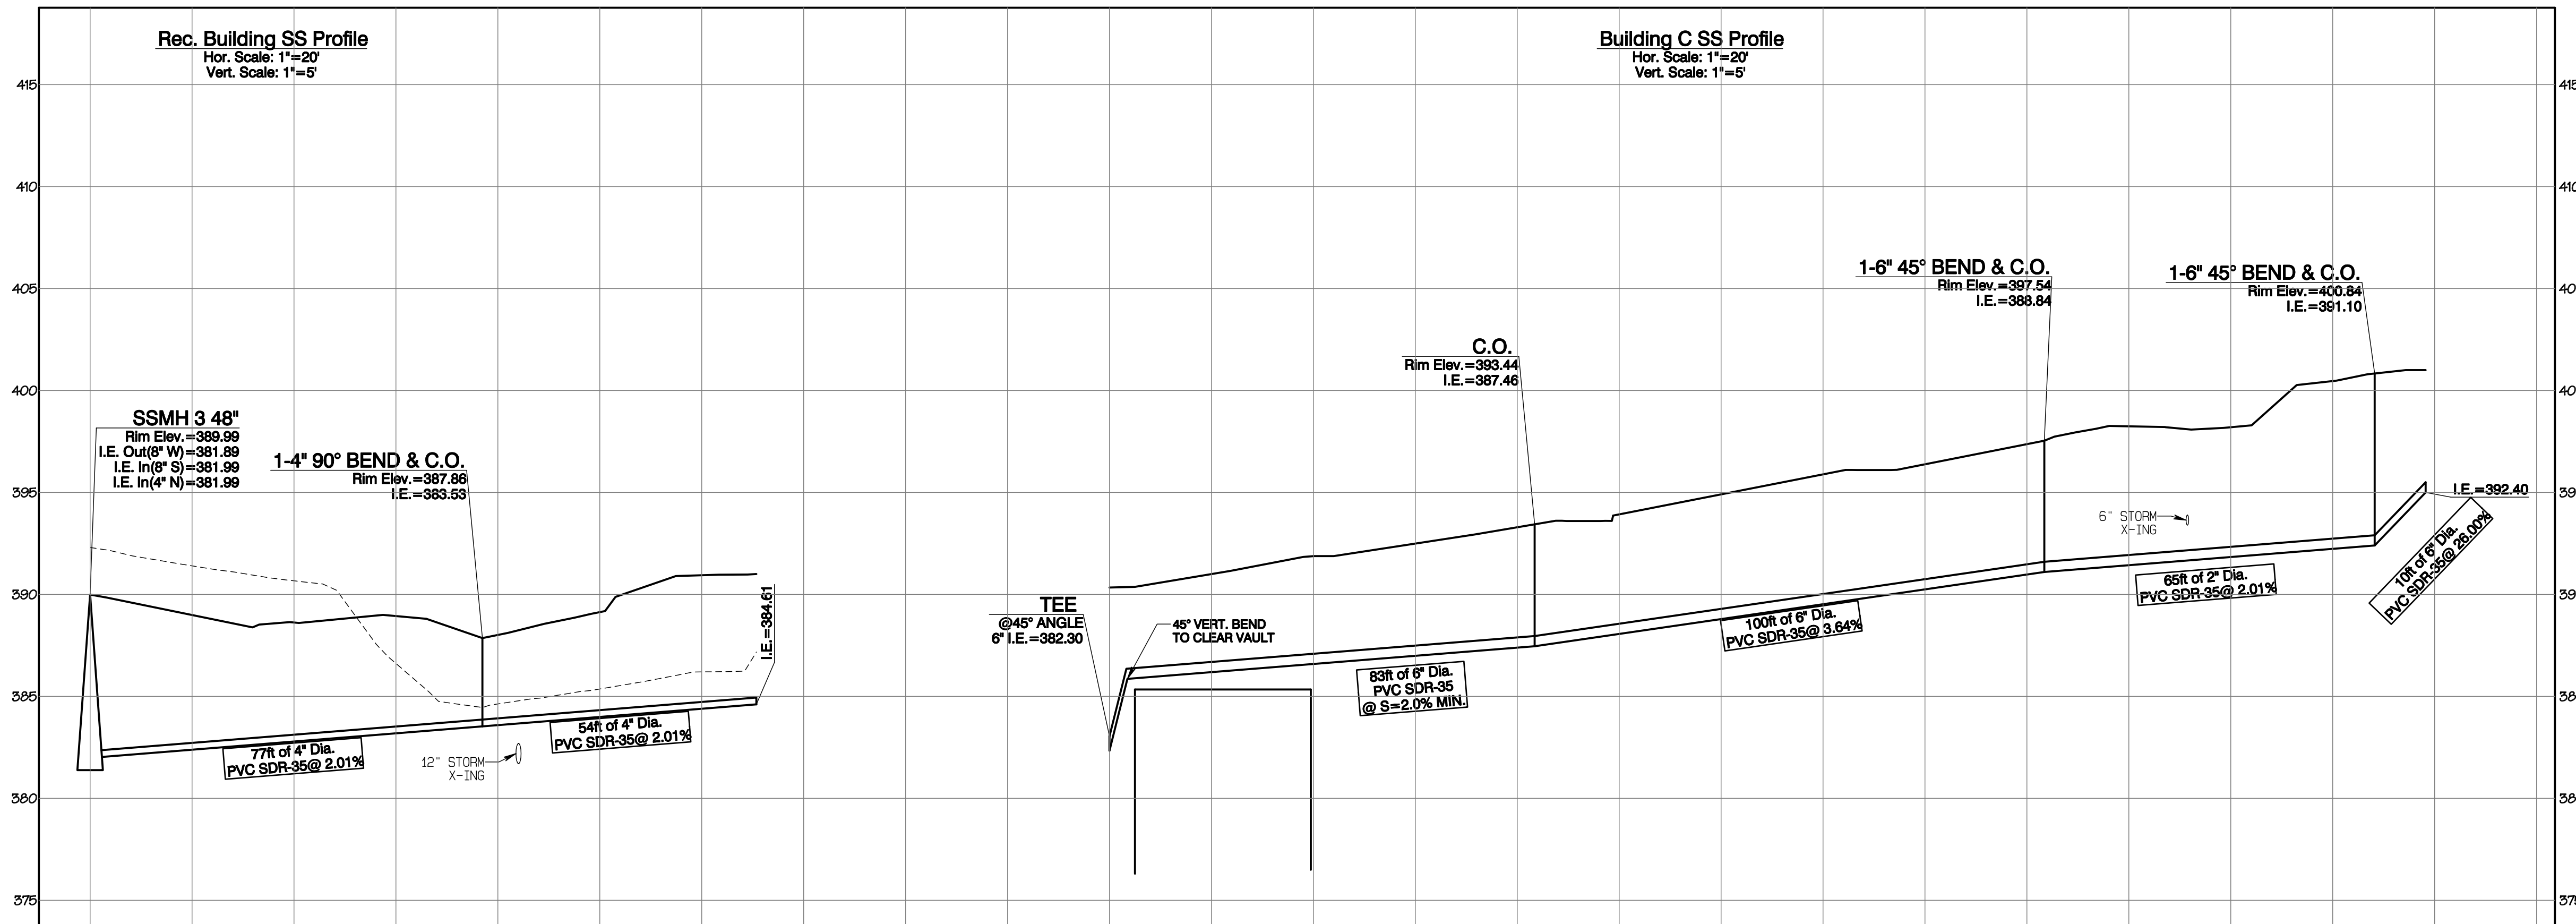 Rec. Building SS Profile
Hor. Scale: 1"=20'
Vert. Scale: 1"=5'
Building C SS Profile
Hor. Scale: 1"=20'
Vert. Scale: 1"=5'
415
410
405
400
395
390
385
380
375
SSMH 3 48"
Rim Elev.=389.99
I.E. Out(8" W)=381.89
I.E. In(8" S)=381.99
I.E. In(4" N)=381.99
1-4" 90° BEND & C.O.
Rim Elev.=387.86
I.E.=383.53
I.E.=384.61
77ft of 4" Dia.
PVC SDR-35@ 2.01%
54ft of 4" Dia.
PVC SDR-35@ 2.01%
12" STORM
X-ING
TEE
@45° ANGLE
6" I.E.=382.30
45° VERT. BEND
TO CLEAR VAULT
C.O.
Rim Elev.=393.44
I.E.=387.46
83ft of 6" Dia.
PVC SDR-35
@ S=2.0% MIN.
100ft of 6" Dia.
PVC SDR-35@ 3.64%
1-6" 45° BEND & C.O.
Rim Elev.=397.54
I.E.=388.84
1-6" 45° BEND & C.O.
Rim Elev.=400.84
I.E.=391.10
6" STORM
X-ING
65ft of 2" Dia.
PVC SDR-35@ 2.01%
I.E.=392.40
10ft of 6" Dia.
PVC SDR-35@ 26.00%
415